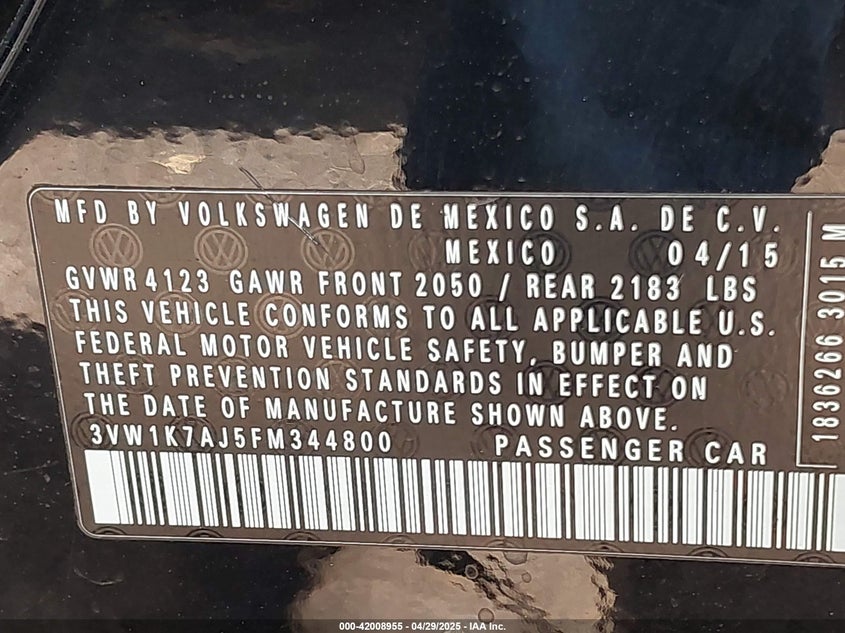 MFD BY VOLKSWAGEN DE MEXICO S.A. DE C.V.
MEXICO 04/15
GVWR 4123 GAWR FRONT 2050 / REAR 2183 LBS
THIS VEHICLE CONFORMS TO ALL APPLICABLE U.S.
FEDERAL MOTOR VEHICLE SAFETY, BUMPER AND
THEFT PREVENTION STANDARDS IN EFFECT ON
THE DATE OF MANUFACTURE SHOWN ABOVE.
3VW1K7AJ5FM344800 PASSENGER CAR
1836266 3015 M
000-42008955 - 04/29/2025 - IAA Inc.